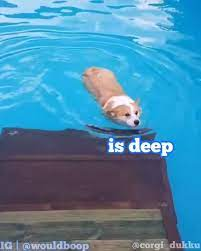 is deep
IG | @wouldboop
@corgi_dukku